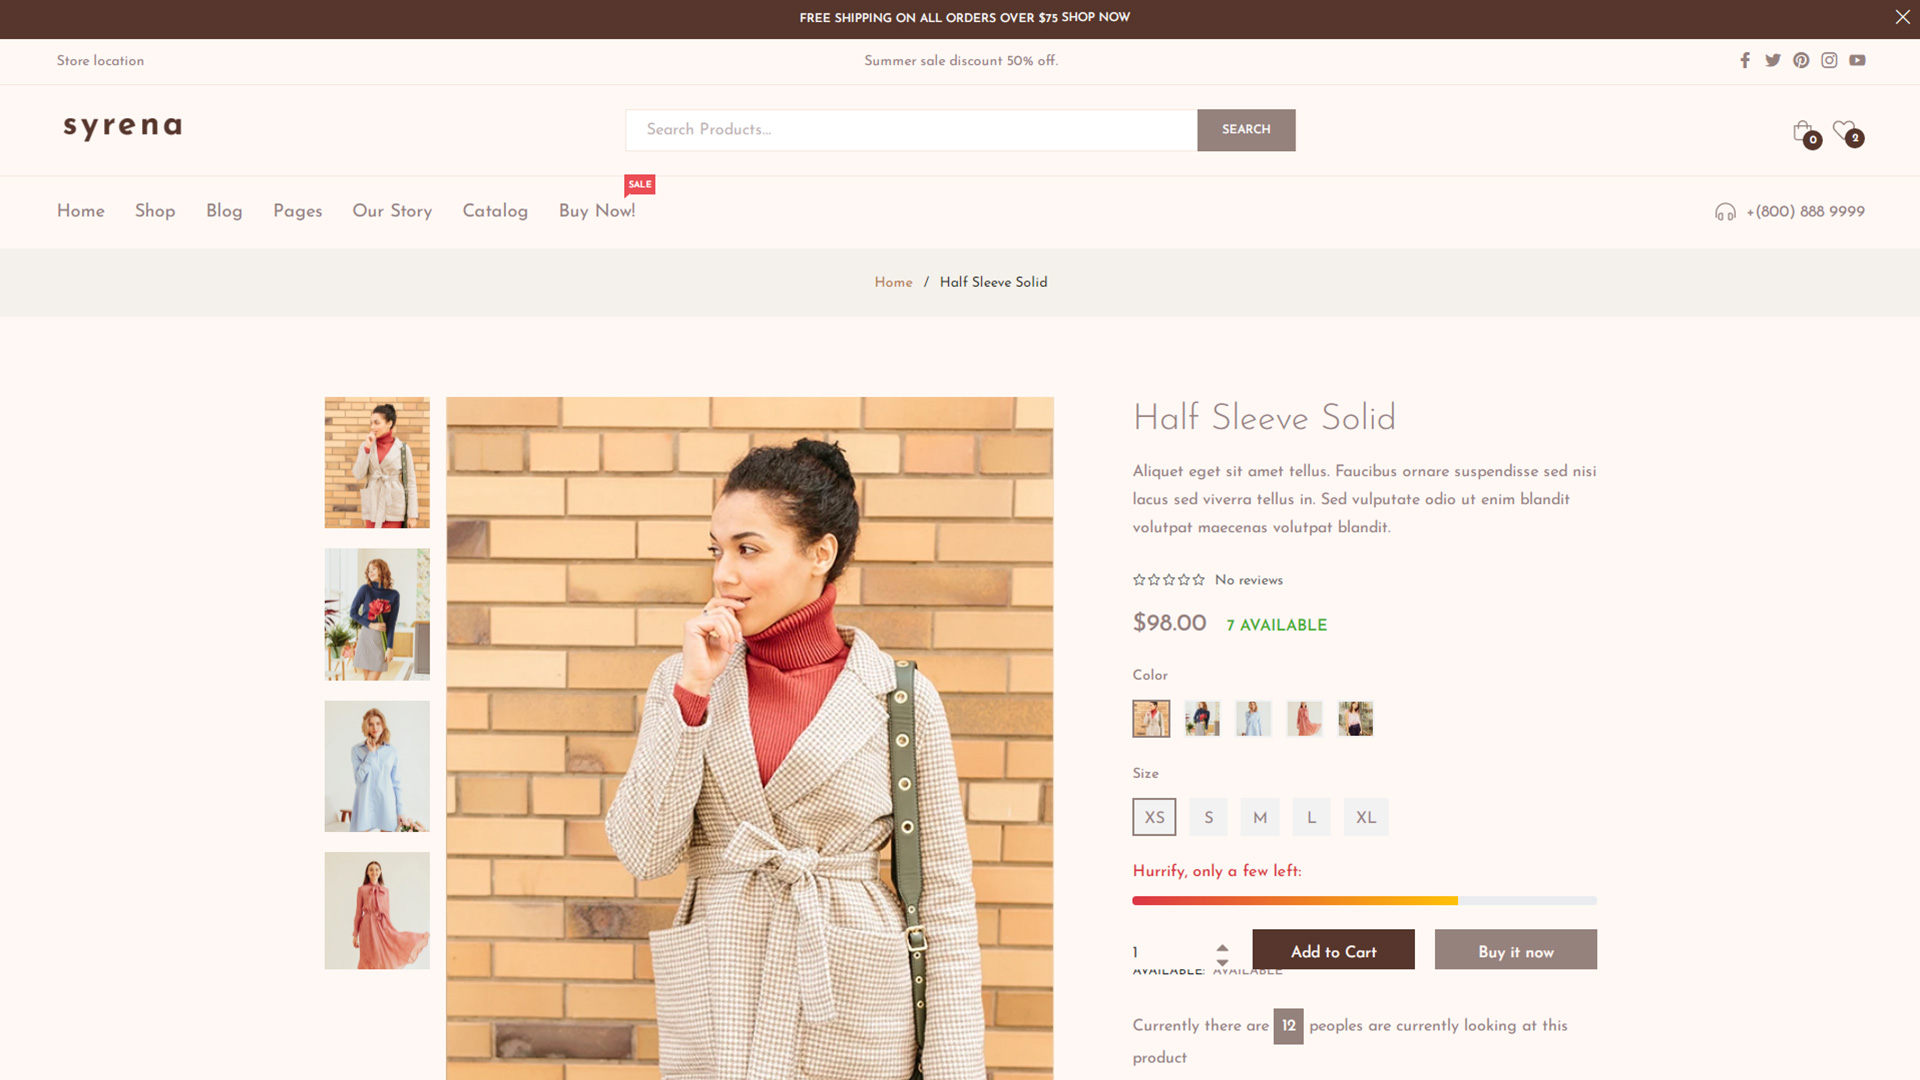 FREE SHIPPING ON ALL ORDERS OVER $75 SHOP NOW
Store location
Summer sale discount 50% off.
syrena
Search Products...
SEARCH
0
2
SALE
Home
Shop
Blog
Pages
Our Story
Catalog
Buy Now!
+(800) 888 9999
Home / Half Sleeve Solid
Half Sleeve Solid
Aliquet eget sit amet tellus. Faucibus ornare suspendisse sed nisi
lacus sed viverra tellus in. Sed vulputate odio ut enim blandit
volutpat maecenas volutpat blandit.
No reviews
$98.00 7 AVAILABLE
Color
Size
XS S M L XL
Hurrify, only a few left:
1
Add to Cart
Buy it now
AVAILABLE: AVAILABLE
Currently there are 12 peoples are currently looking at this
product